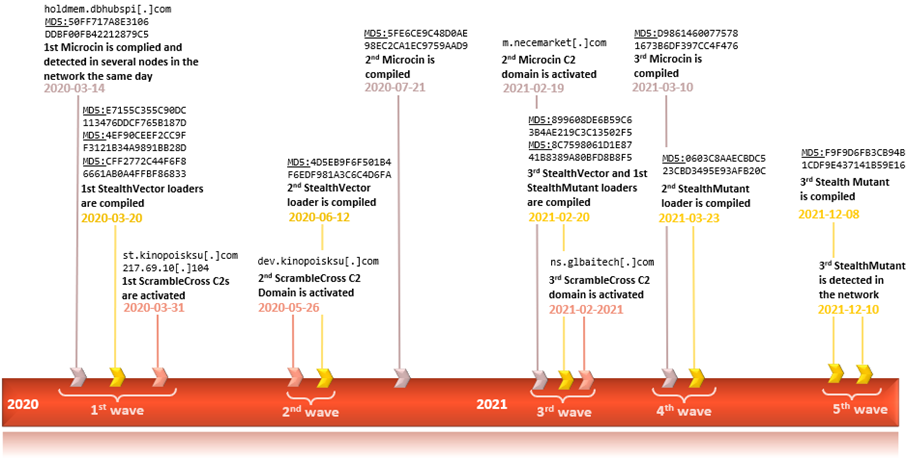 holdmem.dbhubspi[.]com
MD5:50FF717A8E3106
DDBF00FB42212879C5
1st Microcin is complied and
detected in several nodes in the
network the same day
2020-03-14
MD5:E7155C355C90DC
113476DDCF765B187D
MD5:4EF90CEEF2CC9F
F3121B34A9891BB28D
MD5:CFF2772C44F6F8
6661AB0A4FFBF86833
1st StealthVector loaders
are compiled
2020-03-20
st.kinopoisksu[.]com
217.69.10[.]104
1st ScrambleCross C2s
are activated
2020-03-31
MD5:4D5EB9F6F501B4
F6EDF981A3C6C4D6FA
2nd StealthVector
loader is compiled
2020-06-12
dev.kinopoisksu[.]com
2nd ScrambleCross C2
Domain is activated
2020-05-26
MD5:5FE6CE9C48D0AE
98EC2CA1EC9759AAD9
2nd Microcin is
compiled
2020-07-21
m.necemarket[.]com
2nd Microcin C2
domain is activated
2021-02-19
MD5:899608DE6B59C6
3B4AE219C3C13502F5
MD5:8C7598061D1E87
41B8389A80BFD8B8F5
3rd StealthVector and 1st
StealthMutant loaders
are compiled
2021-02-20
ns.glbaitech[.]com
3rd ScrambleCross C2
domain is activated
2021-02-2021
MD5:D9861460077578
1673B6DF397CC4F476
3rd Microcin is
compiled
2021-03-10
MD5:0603C8AAECBDC5
23CBD3495E93AFB20C
2nd StealthMutant
loader is compiled
2021-03-23
MD5:F9F9D6FB3CB94B
1CDF9E437141B59E16
3rd Stealth Mutant
is compiled
2021-12-08
3rd StealthMutant
is detected in
the network
2021-12-10
2020
1st wave
2nd wave
2021
3rd wave
4th wave
5th wave